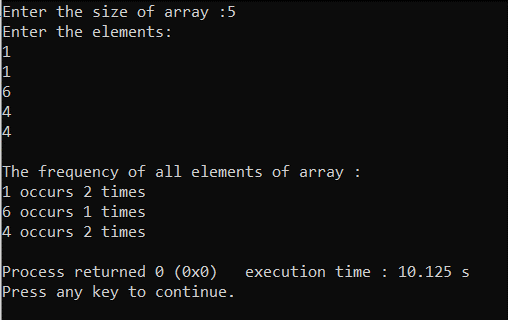 Enter the size of array :5
Enter the elements:
1
1
6
4
4
The frequency of all elements of array :
1 occurs 2 times
6 occurs 1 times
4 occurs 2 times
Process returned 0 (0x0)   execution time : 10.125 s
Press any key to continue.